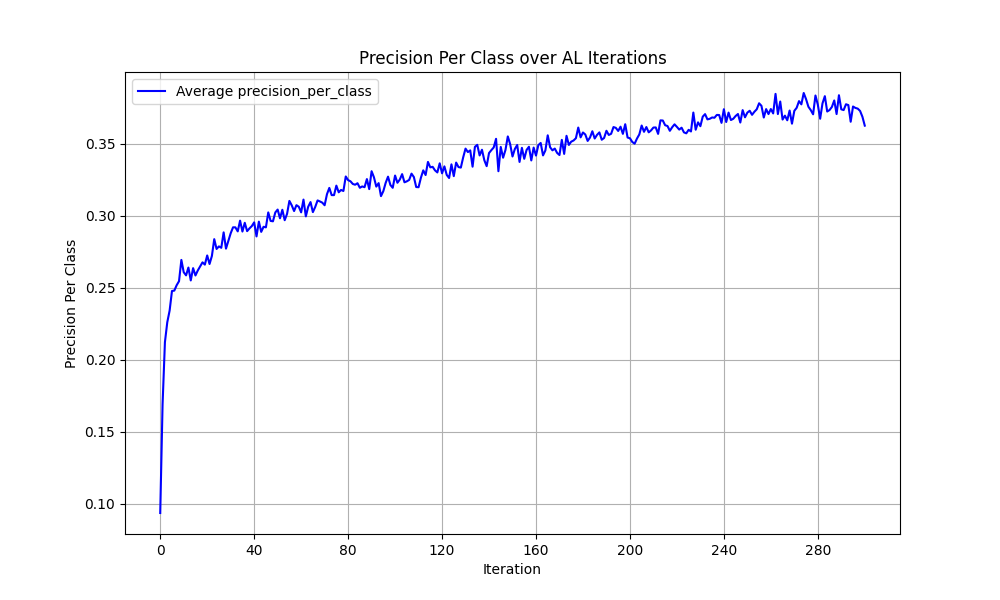 Precision Per Class over AL Iterations
Average precision_per_class
Precision Per Class
0.35
0.30
0.25
0.20
0.15
0.10
0 40 80 120 160 200 240 280
Iteration